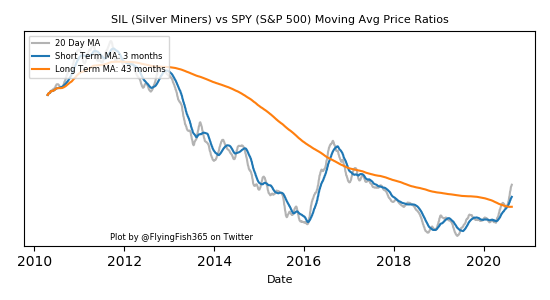 SIL (Silver Miners) vs SPY (S&P 500) Moving Avg Price Ratios
20 Day MA
Short Term MA: 3 months
Long Term MA: 43 months
Plot by @FlyingFish365 on Twitter
2010 2012 2014 2016 2018 2020
Date